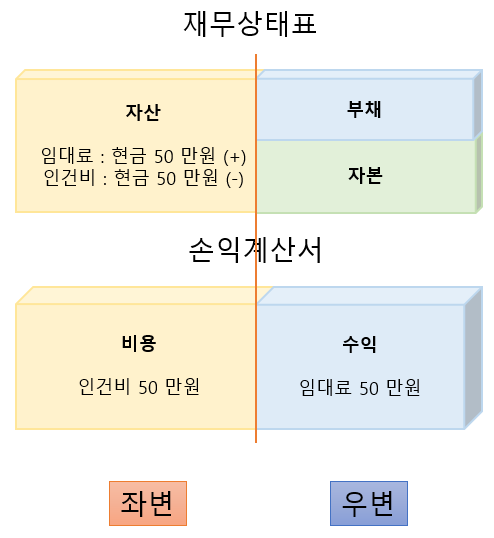 재무상태표
자산
부채
임대료 : 현금 50 만원 (+)
인건비 : 현금 50 만원 (-)
자본
손익계산서
비용
수익
인건비 50 만원
임대료 50 만원
좌변
우변